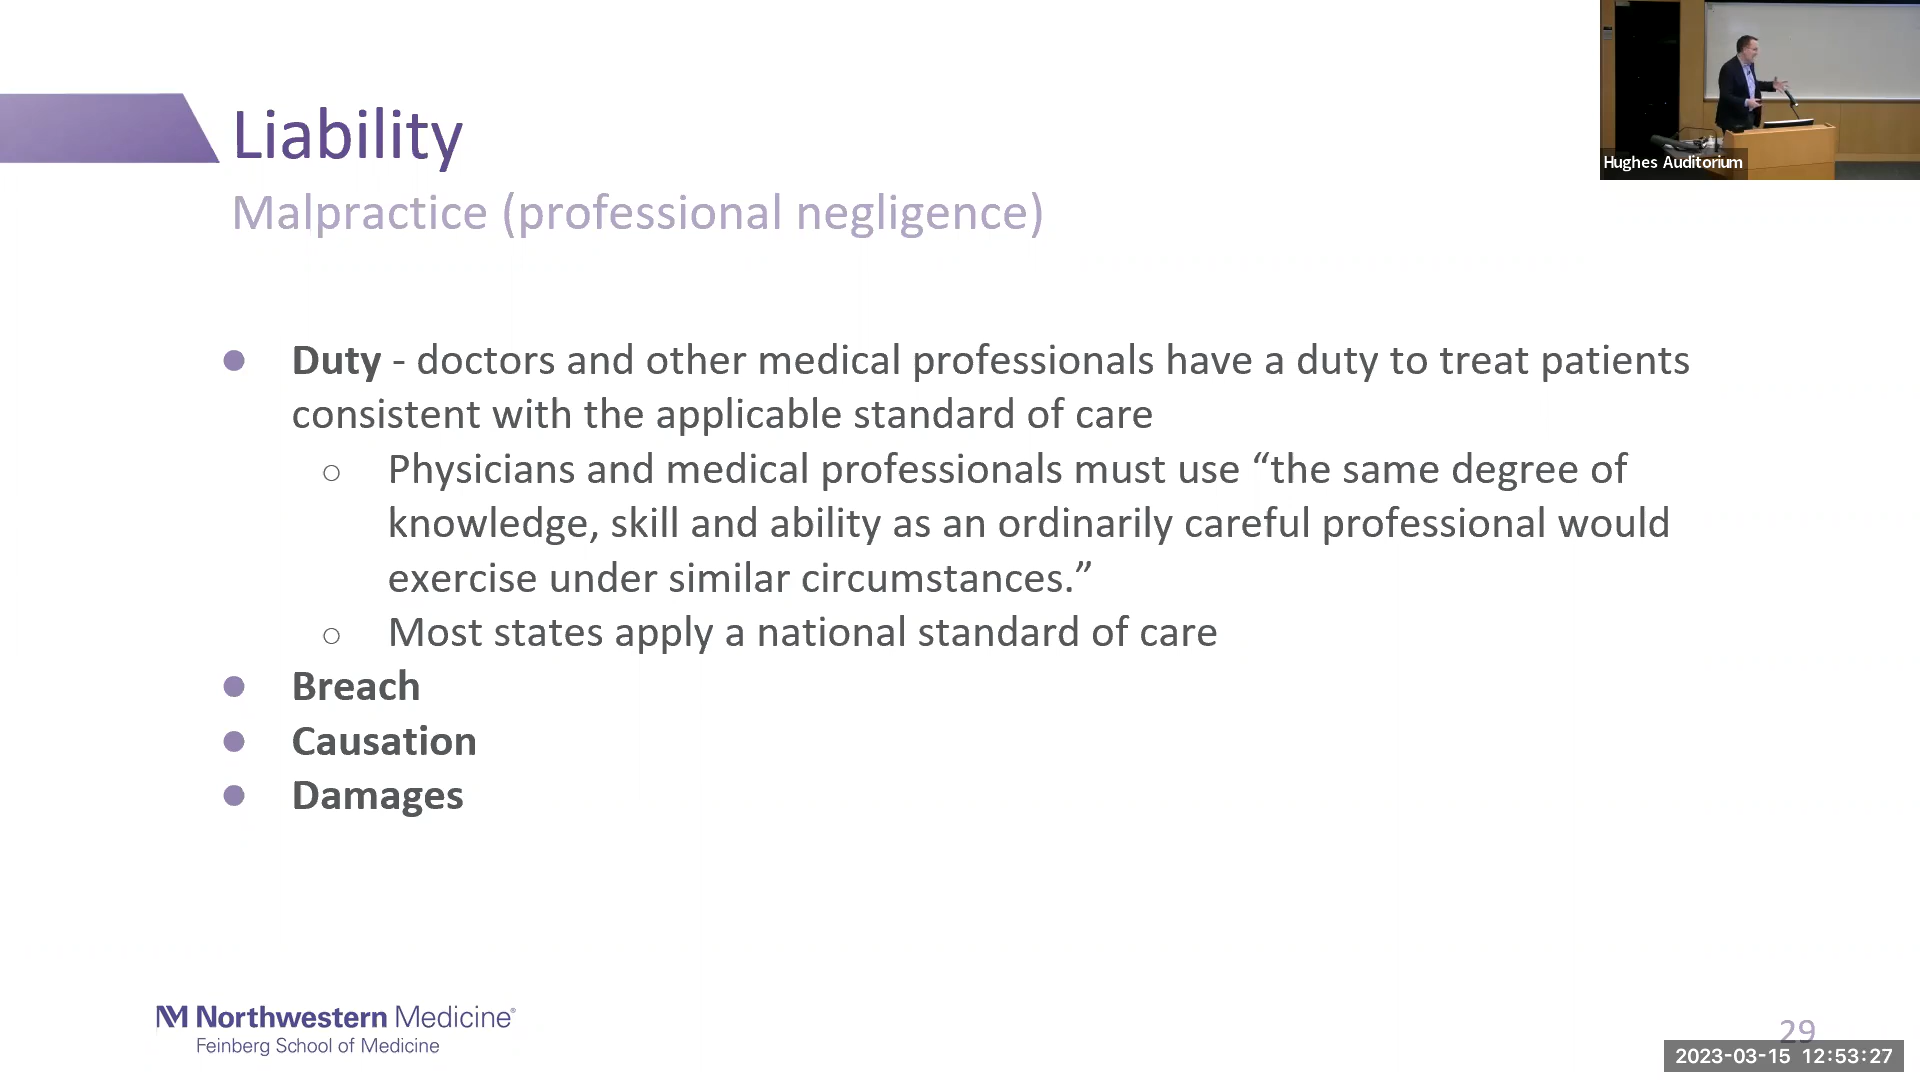 Hughes Auditorium
Liability
Malpractice (professional negligence)
● Duty - doctors and other medical professionals have a duty to treat patients
consistent with the applicable standard of care
○ Physicians and medical professionals must use “the same degree of
knowledge, skill and ability as an ordinarily careful professional would
exercise under similar circumstances.”
○ Most states apply a national standard of care
● Breach
● Causation
● Damages
NM Northwestern Medicine®
Feinberg School of Medicine
29
2023-03-15 12:53:27